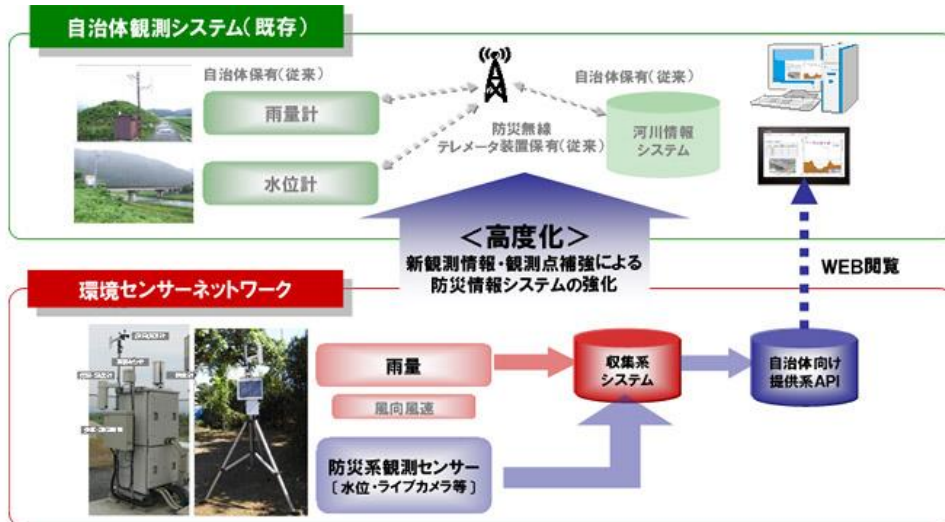 自治体観測システム(既存)
自治体保有(従来)
雨量計
水位計
防災無線
テレメータ装置保有(従来)
自治体保有(従来)
河川情報
システム
<高度化>
新観測情報・観測点補強による
防災情報システムの強化
WEB閲覧
環境センサーネットワーク
雨量
風向風速
防災系観測センサー
[水位・ライブカメラ等]
収集系
システム
自治体向け
提供系API